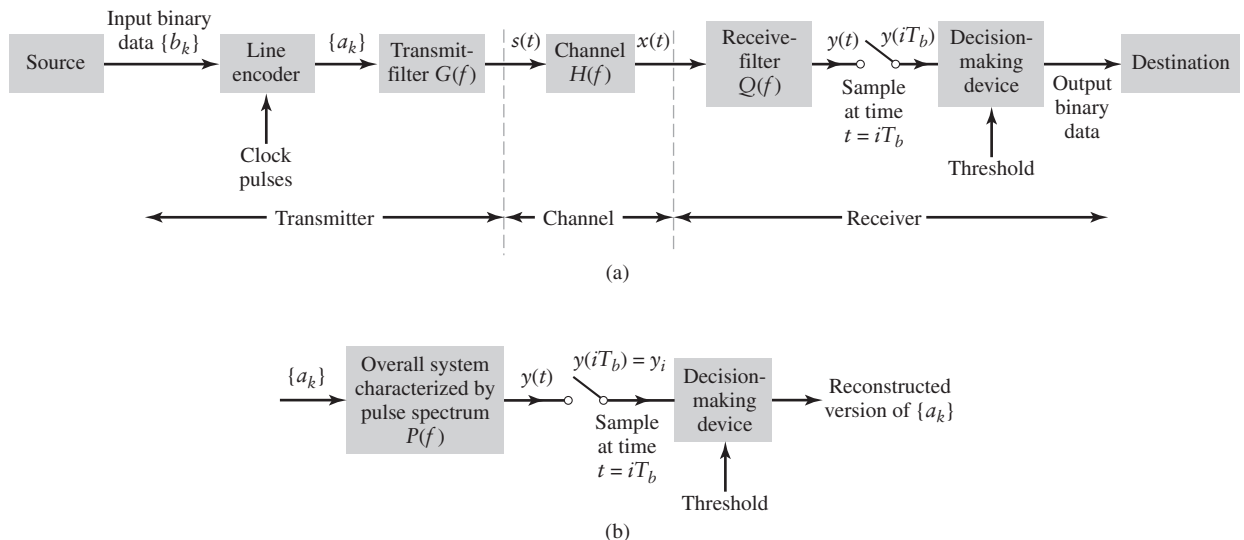 Source
Input binary
data {b_k}
Line
encoder
Clock
pulses
{a_k}
Transmit-
filter G(f)
s(t)
Channel
H(f)
x(t)
Receive-
filter
Q(f)
y(t)
y(iT_b)
Sample
at time
t = iT_b
Decision-
making
device
Threshold
Output
binary
data
Destination
Transmitter
Channel
Receiver
(a)
{a_k}
Overall system
characterized by
pulse spectrum
P(f)
y(t)
y(iT_b) = y_i
Sample
at time
t = iT_b
Decision-
making
device
Threshold
Reconstructed
version of {a_k}
(b)